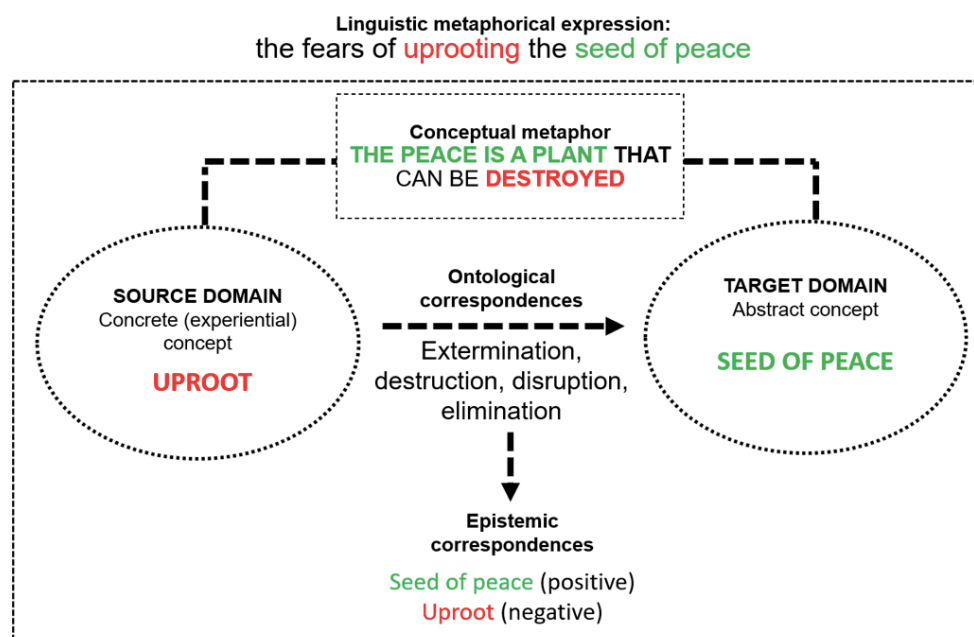 Linguistic metaphorical expression:
the fears of uprooting the seed of peace
Conceptual metaphor
THE PEACE IS A PLANT THAT
CAN BE DESTROYED
SOURCE DOMAIN
Concrete (experiential)
concept
UPROOT
Ontological
correspondences
Extermination,
destruction, disruption,
elimination
TARGET DOMAIN
Abstract concept
SEED OF PEACE
Epistemic
correspondences
Seed of peace (positive)
Uproot (negative)